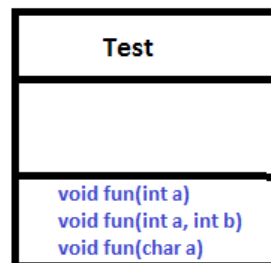 Test
void fun(int a)
void fun(int a, int b)
void fun(char a)